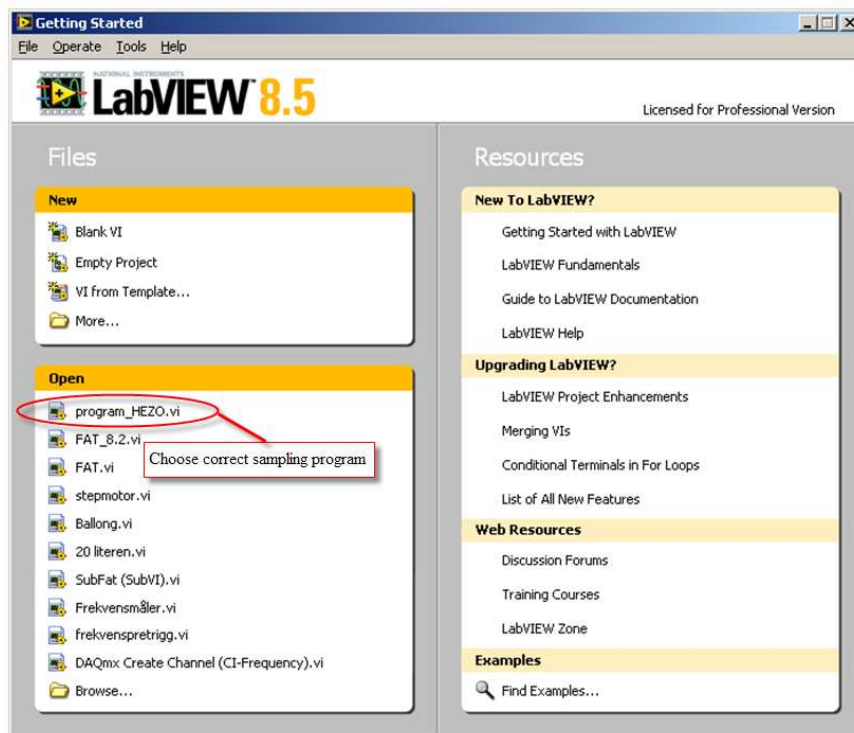 Getting Started
File Operate Tools Help
NATIONAL INSTRUMENTS
LabVIEW™ 8.5
Licensed for Professional Version
Files
New
Blank VI
Empty Project
VI from Template...
More...
Open
program_HEZO.vi
FAT_8.2.vi
Choose correct sampling program
FAT.vi
stepmotor.vi
Ballong.vi
20 literen.vi
SubFat (SubVI).vi
Frekvensmåler.vi
frekvenspretrigg.vi
DAQmx Create Channel (CI-Frequency).vi
Browse...
Resources
New To LabVIEW?
Getting Started with LabVIEW
LabVIEW Fundamentals
Guide to LabVIEW Documentation
LabVIEW Help
Upgrading LabVIEW?
LabVIEW Project Enhancements
Merging VIs
Conditional Terminals in For Loops
List of All New Features
Web Resources
Discussion Forums
Training Courses
LabVIEW Zone
Examples
Find Examples...